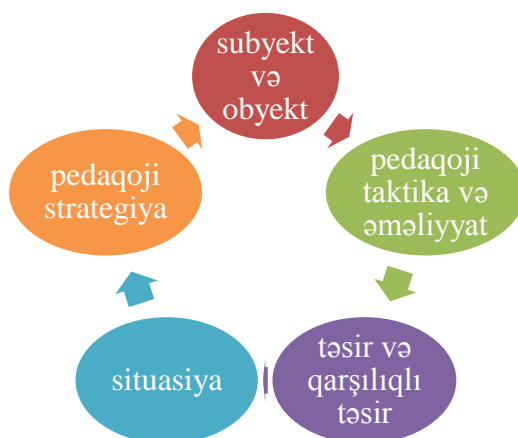 subyekt
və
obyekt
pedaqoji
taktika və
əməliyyat
təsir və
qarşılıqlı
təsir
situasiya
pedaqoji
strategiya